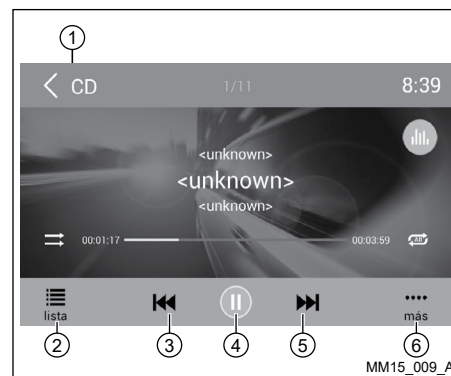 1
CD 1/11 8:39
<unknown>
<unknown>
<unknown>
00:01:17 00:03:59
AB
lista más
2 3 4 5 6
MM15_009_A